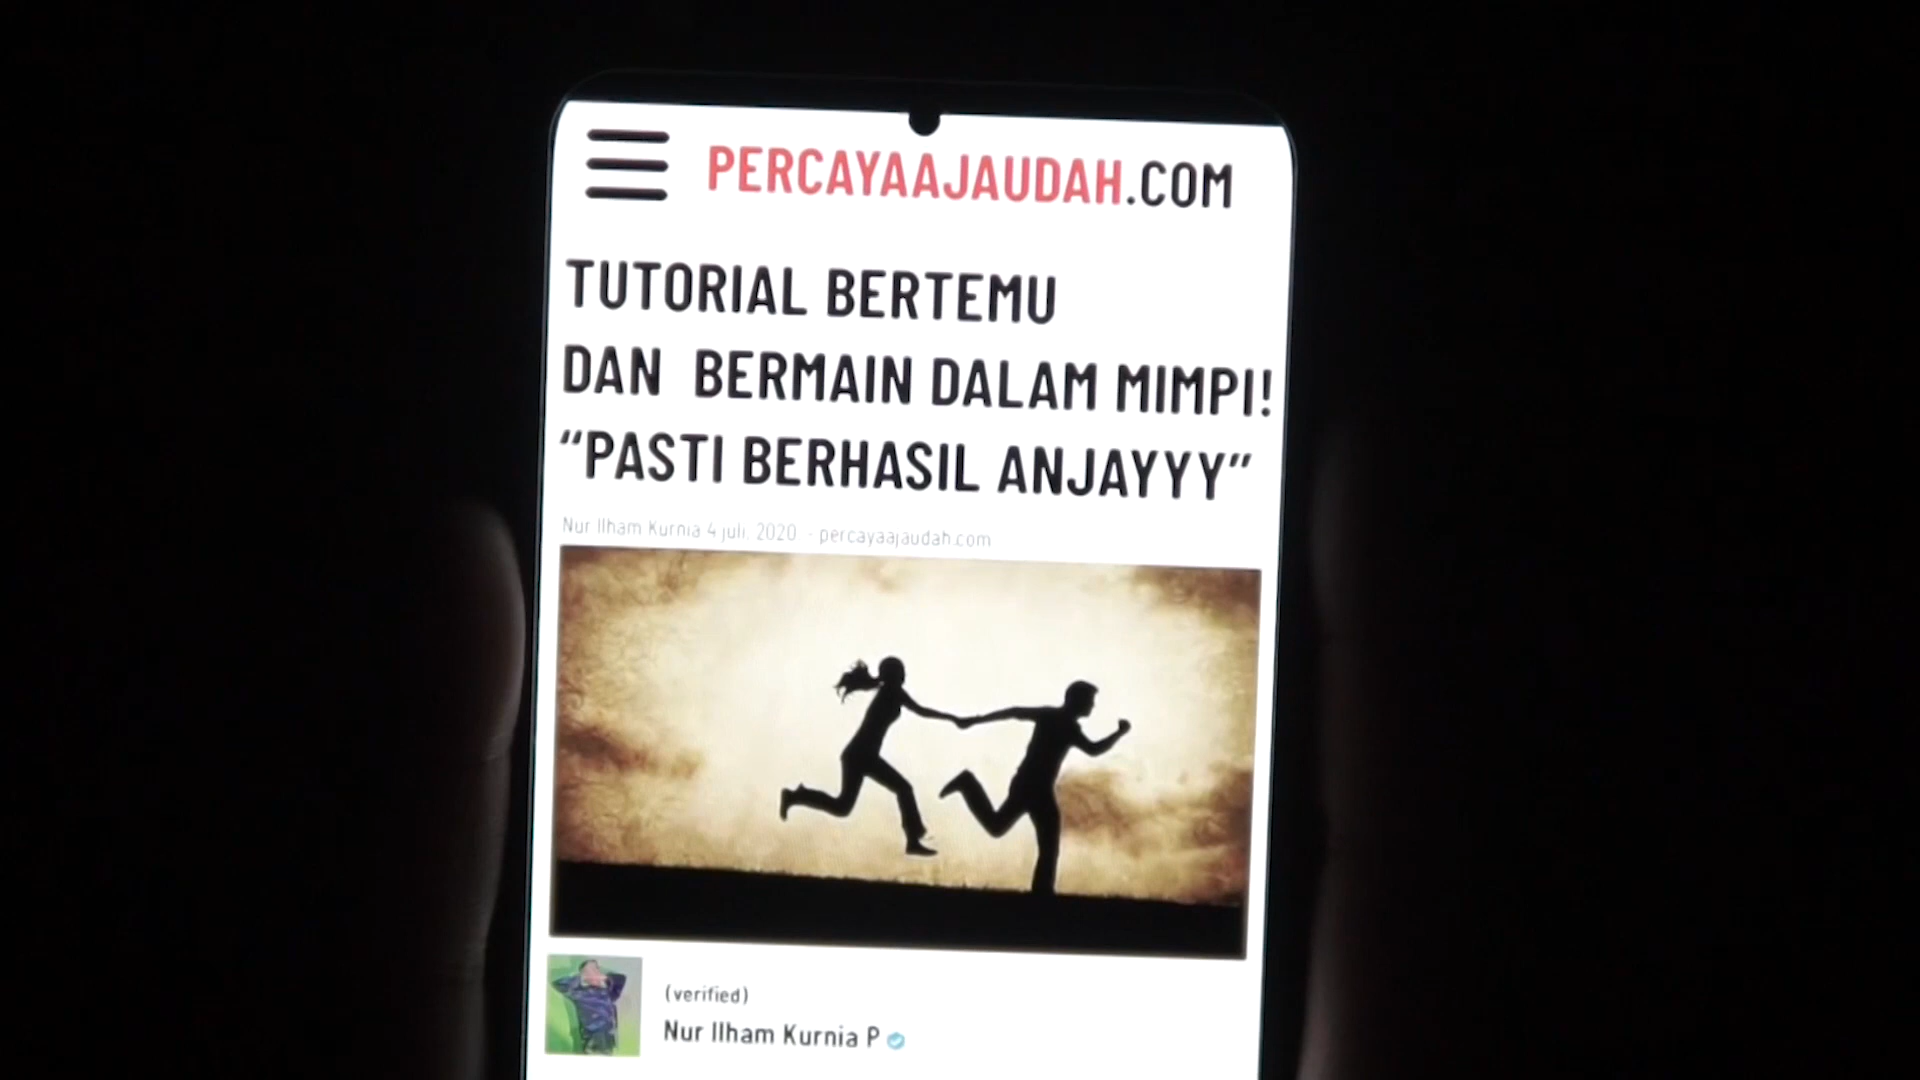 PERCAYAAJAUDAH.COM
TUTORIAL BERTEMU
DAN BERMAIN DALAM MIMPI!
“PASTI BERHASIL ANJAYYY”
Nur Ilham Kurnia 4 juli. 2020 - percayaajaudah.com
(verified)
Nur Ilham Kurnia P